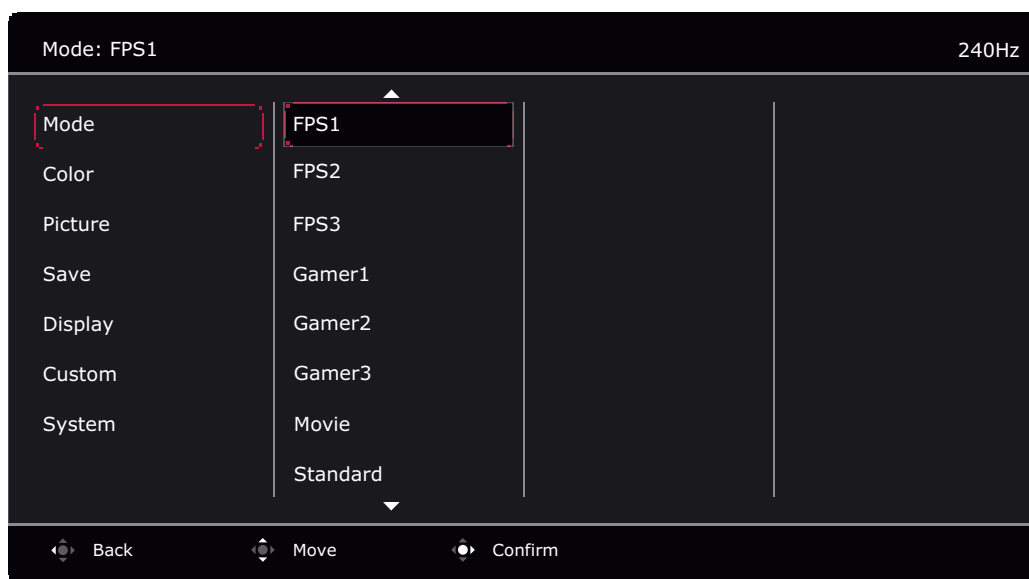 Mode: FPS1 240Hz
Mode
Color
Picture
Save
Display
Custom
System
FPS1
FPS2
FPS3
Gamer1
Gamer2
Gamer3
Movie
Standard
Back Move Confirm